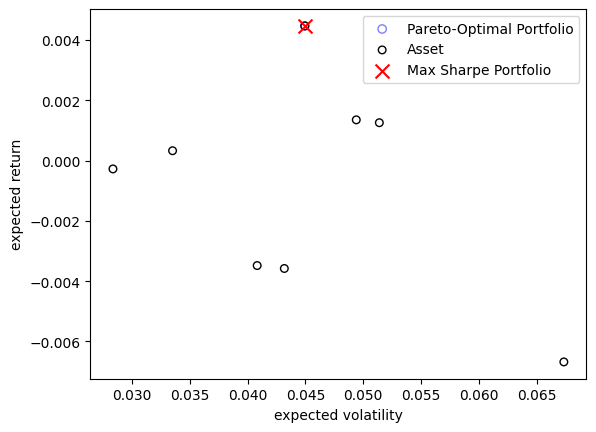 Pareto-Optimal Portfolio
Asset
Max Sharpe Portfolio
0.004
0.002
0.000
−0.002
−0.004
−0.006
expected return
0.030 0.035 0.040 0.045 0.050 0.055 0.060 0.065
expected volatility